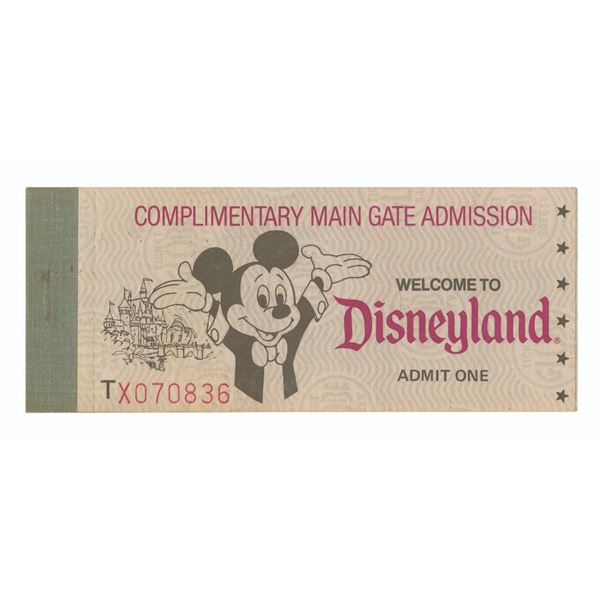 COMPLIMENTARY MAIN GATE ADMISSION
WELCOME TO
Disneyland®
ADMIT ONE
TX070836